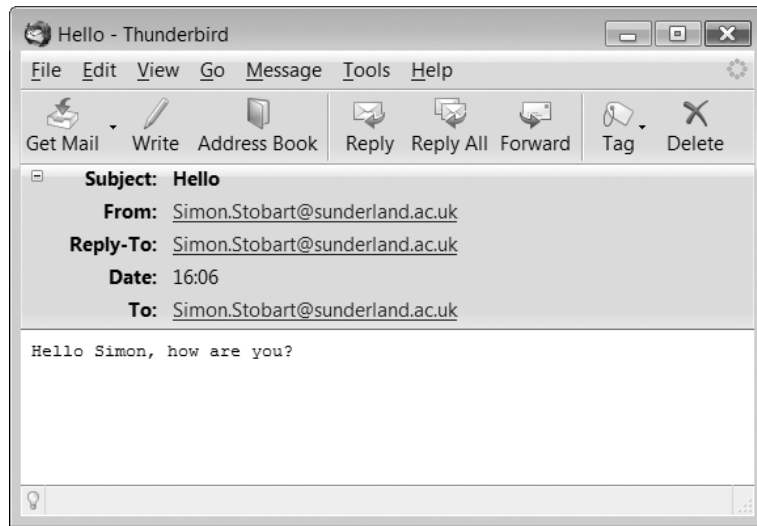 Hello - Thunderbird
File Edit View Go Message Tools Help
Get Mail Write Address Book Reply Reply All Forward Tag Delete
Subject: Hello
From: Simon.Stobart@sunderland.ac.uk
Reply-To: Simon.Stobart@sunderland.ac.uk
Date: 16:06
To: Simon.Stobart@sunderland.ac.uk
Hello Simon, how are you?